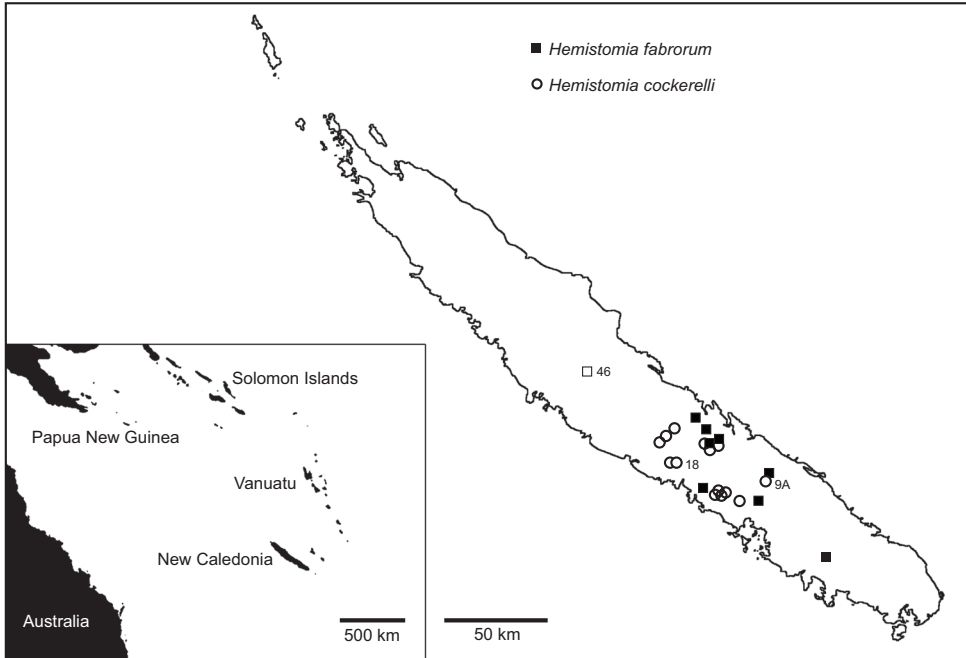 Hemistomia fabrorum
Hemistomia cockerelli
46
18
9A
Solomon Islands
Papua New Guinea
Vanuatu
New Caledonia
Australia
500 km
50 km